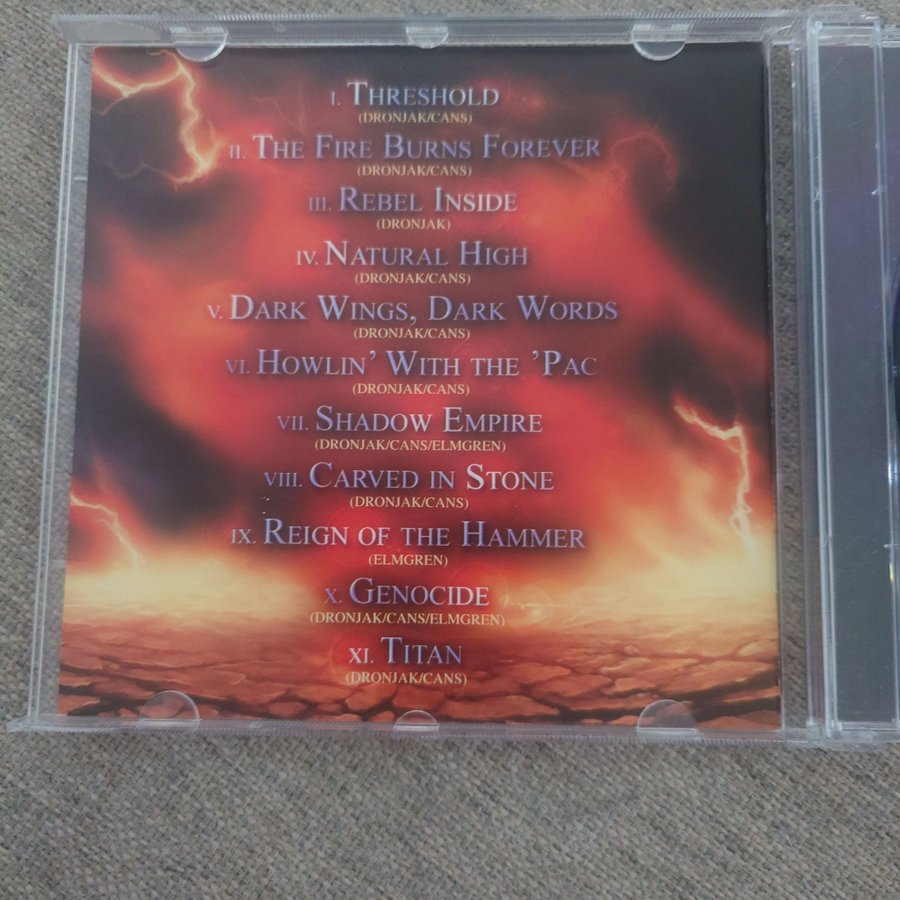 I. THRESHOLD
(DRONJAK/CANS)
II. THE FIRE BURNS FOREVER
(DRONJAK/CANS)
III. REBEL INSIDE
(DRONJAK)
IV. NATURAL HIGH
(DRONJAK/CANS)
V. DARK WINGS, DARK WORDS
(DRONJAK/CANS)
VI. HOWLIN' WITH THE 'PAC
(DRONJAK/CANS)
VII. SHADOW EMPIRE
(DRONJAK/CANS/ELMGREN)
VIII. CARVED IN STONE
(DRONJAK/CANS)
IX. REIGN OF THE HAMMER
(ELMGREN)
X. GENOCIDE
(DRONJAK/CANS/ELMGREN)
XI. TITAN
(DRONJAK/CANS)